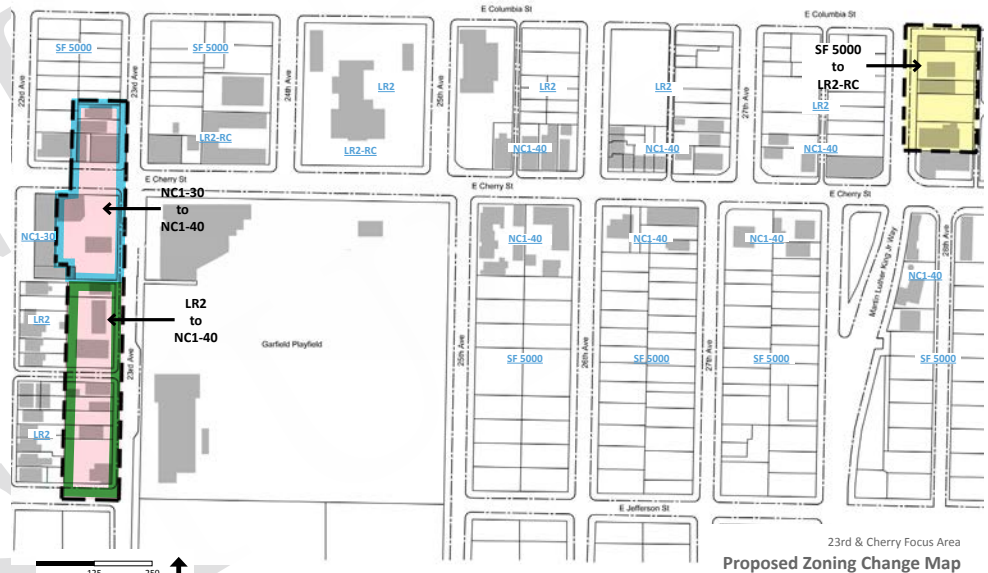 E Columbia St
E Columbia St
SF 5000
SF 5000
SF 5000
to
LR2-RC
22nd Ave
23rd Ave
24th Ave
25th Ave
27th Ave
LR2
LR2
LR2
LR2
LR2-RC
LR2-RC
NC1-40
NC1-40
NC1-40
E Cherry St
E Cherry St
E Cherry St
NC1-30
to
NC1-40
NC1-30
NC1-40
NC1-40
NC1-40
NC1-40
Martin Luther King Jr Way
28th Ave
LR2
to
NC1-40
LR2
LR2
23rd Ave
Garfield Playfield
25th Ave
26th Ave
27th Ave
SF 5000
SF 5000
SF 5000
SF 5000
E Jefferson St
125
250
23rd & Cherry Focus Area
Proposed Zoning Change Map